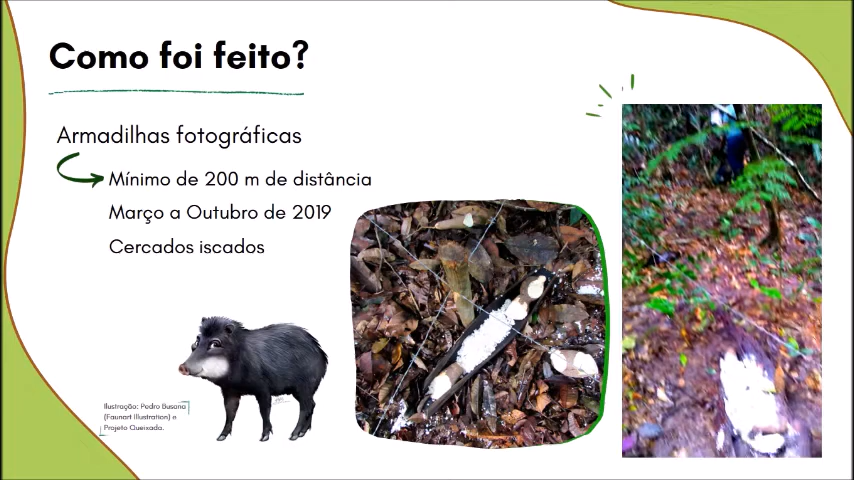 Como foi feito?
Armadilhas fotográficas
Mínimo de 200 m de distância
Março a Outubro de 2019
Cercados iscados
Ilustração: Pedro Busana
(Faunart Illustration) e
Projeto Queixada.